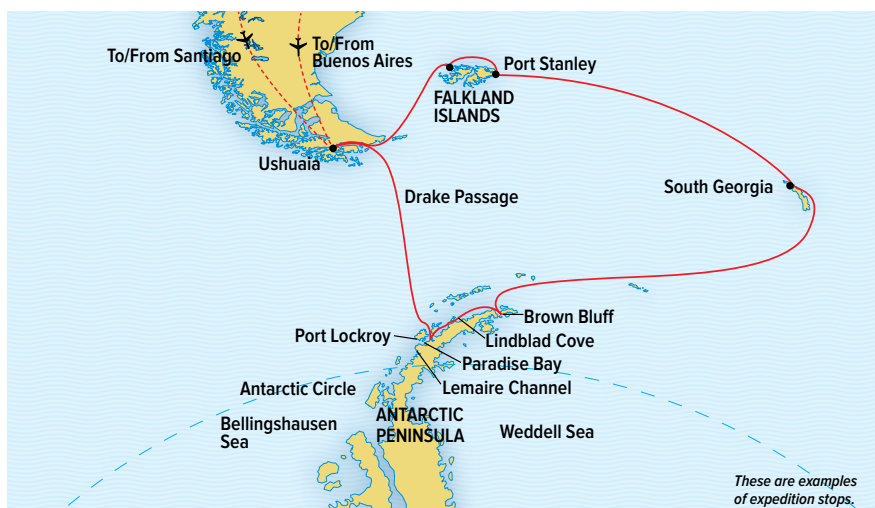 To/From Santiago
To/From
Buenos Aires
Port Stanley
FALKLAND
ISLANDS
Ushuaia
Drake Passage
South Georgia
Brown Bluff
Port Lockroy
Lindblad Cove
Paradise Bay
Antarctic Circle
Lemaire Channel
ANTARCTIC
PENINSULA
Bellingshausen
Sea
Weddell Sea
These are examples
of expedition stops.